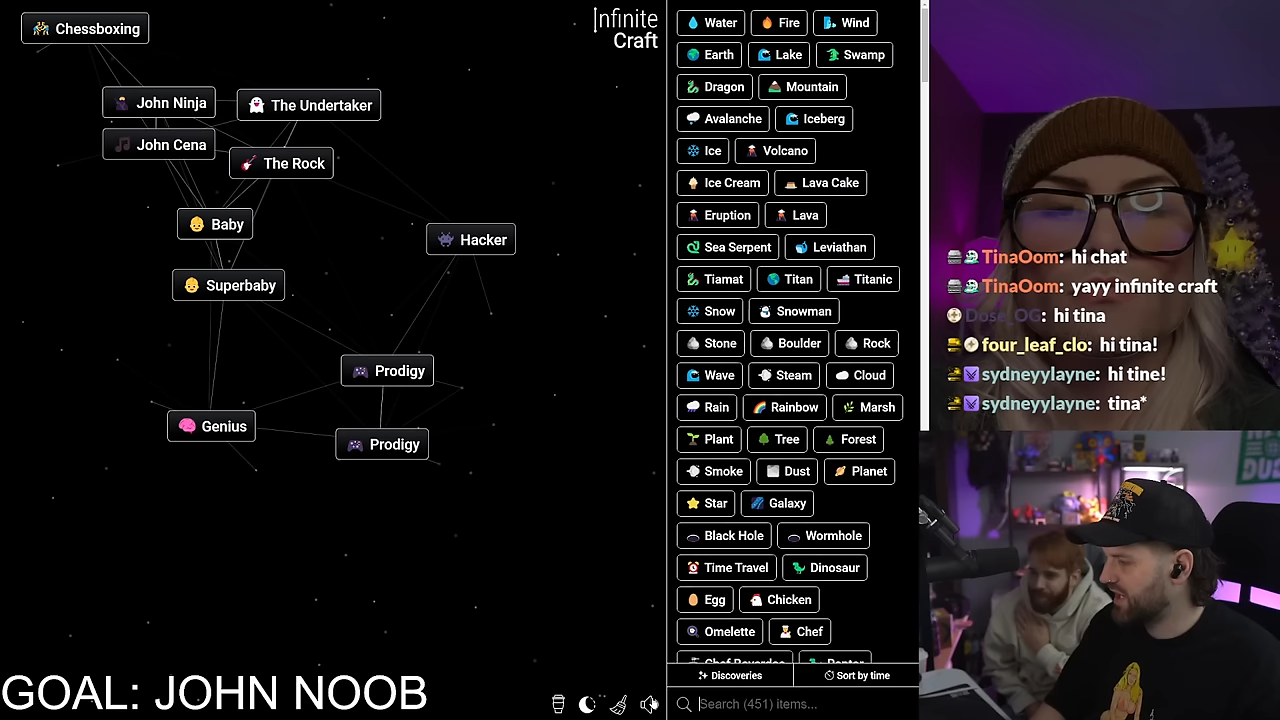 Chessboxing
Infinite
Craft
John Ninja
The Undertaker
John Cena
The Rock
Baby
Hacker
Superbaby
Prodigy
Genius
Prodigy
GOAL: JOHN NOOB
Water Fire Wind
Earth Lake Swamp
Dragon Mountain
Avalanche Iceberg
Ice Volcano
Ice Cream Lava Cake
Eruption Lava
Sea Serpent Leviathan
Tiamat Titan Titanic
Snow Snowman
Stone Boulder Rock
Wave Steam Cloud
Rain Rainbow Marsh
Plant Tree Forest
Smoke Dust Planet
Star Galaxy
Black Hole Wormhole
Time Travel Dinosaur
Egg Chicken
Omelette Chef
Discoveries Sort by time
Search (451) items...
TinaOom: hi chat
TinaOom: yayy infinite craft
Dose_OG: hi tina
four_leaf_clo: hi tina!
sydneyylayne: hi tine!
sydneyylayne: tina*